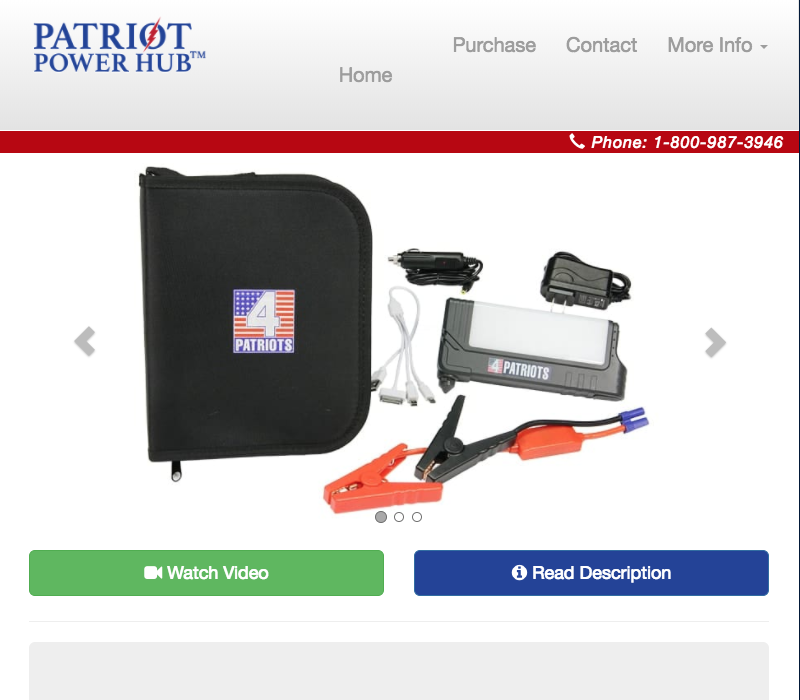 PATRIOT
POWER HUB™
Home
Purchase
Contact
More Info
Phone: 1-800-987-3946
4
PATRIOTS
4PATRIOTS
Watch Video
Read Description